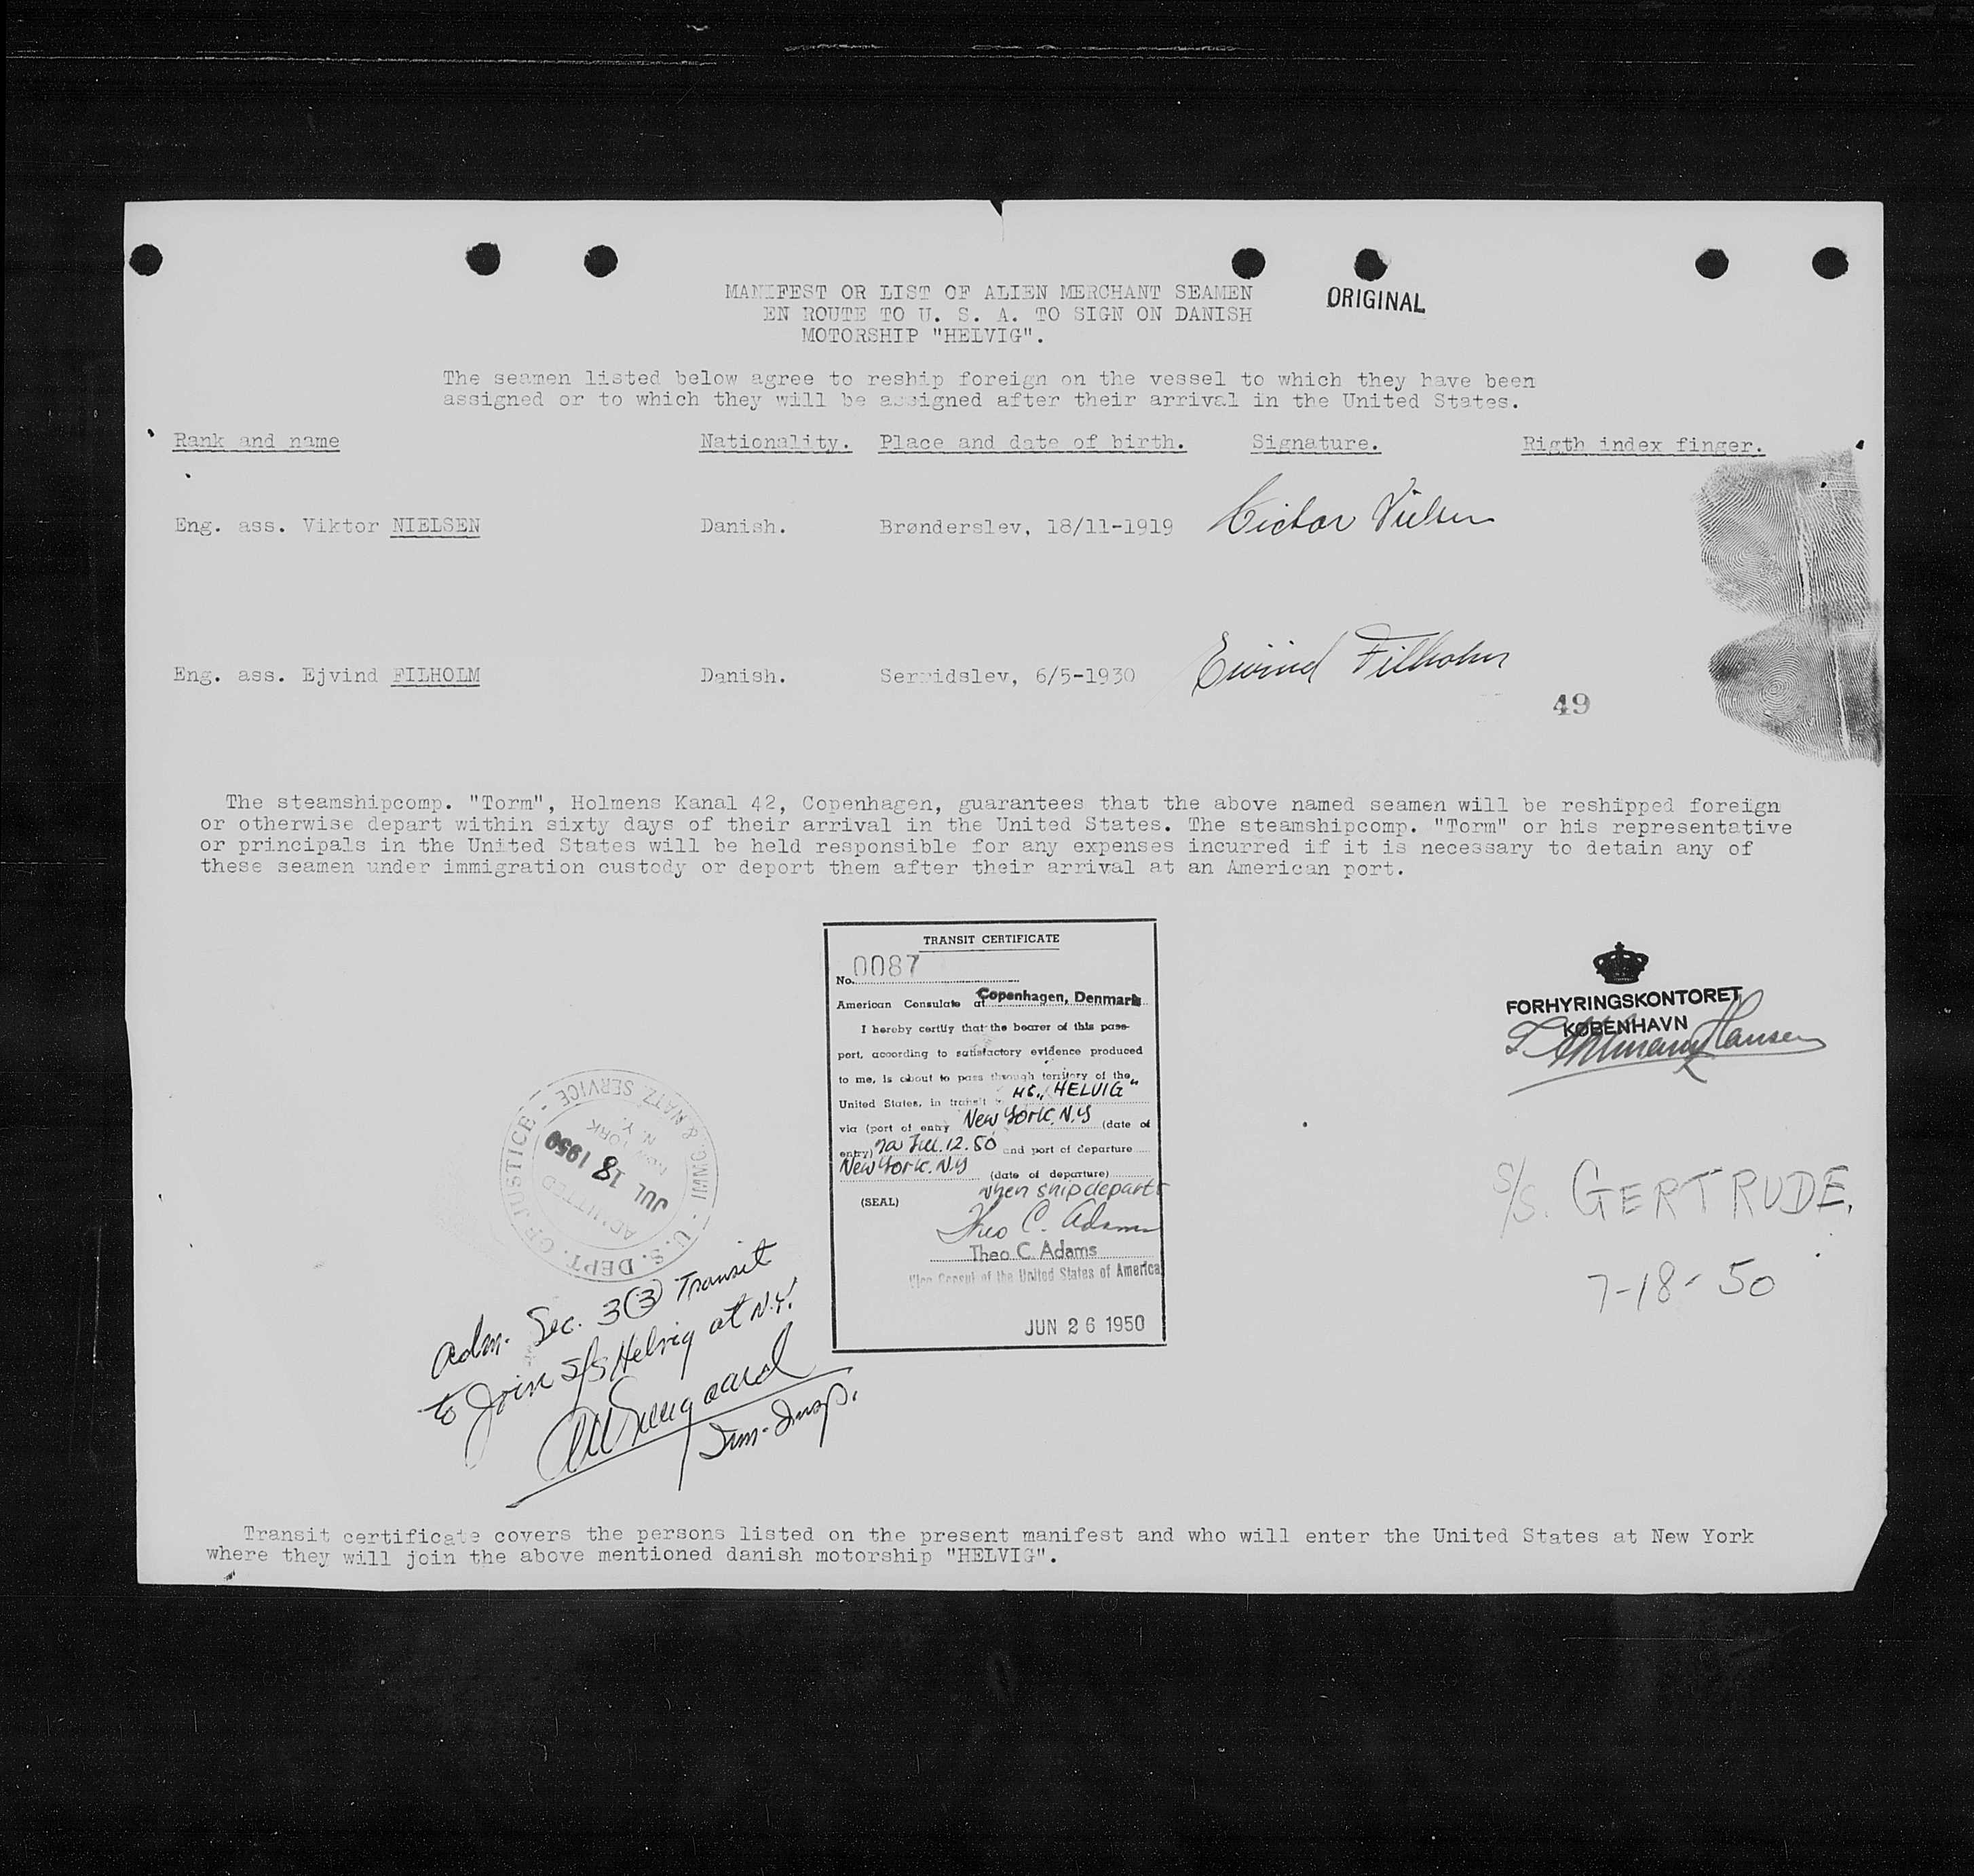 MANIFEST OR LIST OF ALIEN MERCHANT SEAMEN
EN ROUTE TO U. S. A. TO SIGN ON DANISH
MOTORSHIP "HELVIG".
ORIGINAL
The seamen listed below agree to reship foreign on the vessel to which they have been
assigned or to which they will be assigned after their arrival in the United States.
Rank and name Nationality. Place and date of birth. Signature. Rigth index finger.
Eng. ass. Viktor NIELSEN Danish. Brønderslev, 18/11-1919 Victor Nielsen
Eng. ass. Ejvind FILHOLM Danish. Serridslev, 6/5-1930 Eivind Filholm
49
The steamshipcomp. "Torm", Holmens Kanal 42, Copenhagen, guarantees that the above named seamen will be reshipped foreign
or otherwise depart within sixty days of their arrival in the United States. The steamshipcomp. "Torm" or his representative
or principals in the United States will be held responsible for any expenses incurred if it is necessary to detain any of
these seamen under immigration custody or deport them after their arrival at an American port.
TRANSIT CERTIFICATE
No. 0087
American Consulate at Copenhagen, Denmark
I hereby certify that the bearer of this pass-
port, according to satisfactory evidence produced
to me, is about to pass through territory of the
United States, in transit MS. "HELVIG"
via (port of entry New York, N.Y (date of
entry) 12.50 and port of departure
New York. N.Y (date of departure)
when ship departs
(SEAL)
Theo C. Adams
Theo C. Adams
Vice Consul of the United States of America
JUN 26 1950
FORHYRINGSKONTORET
KØBENHAVN
Hansen
S/S. GERTRUDE.
7-18-50
U. S. DEPT. OF JUSTICE - IMMG. & NATZ. SERVICE -
ADMITTED
JUL 18 1950
NEW YORK
N. Y.
Adm. Sec. 3(3) Transit
to Join S/S Helvig at N.Y.
Imm. Insp.
Transit certificate covers the persons listed on the present manifest and who will enter the United States at New York
where they will join the above mentioned danish motorship "HELVIG".